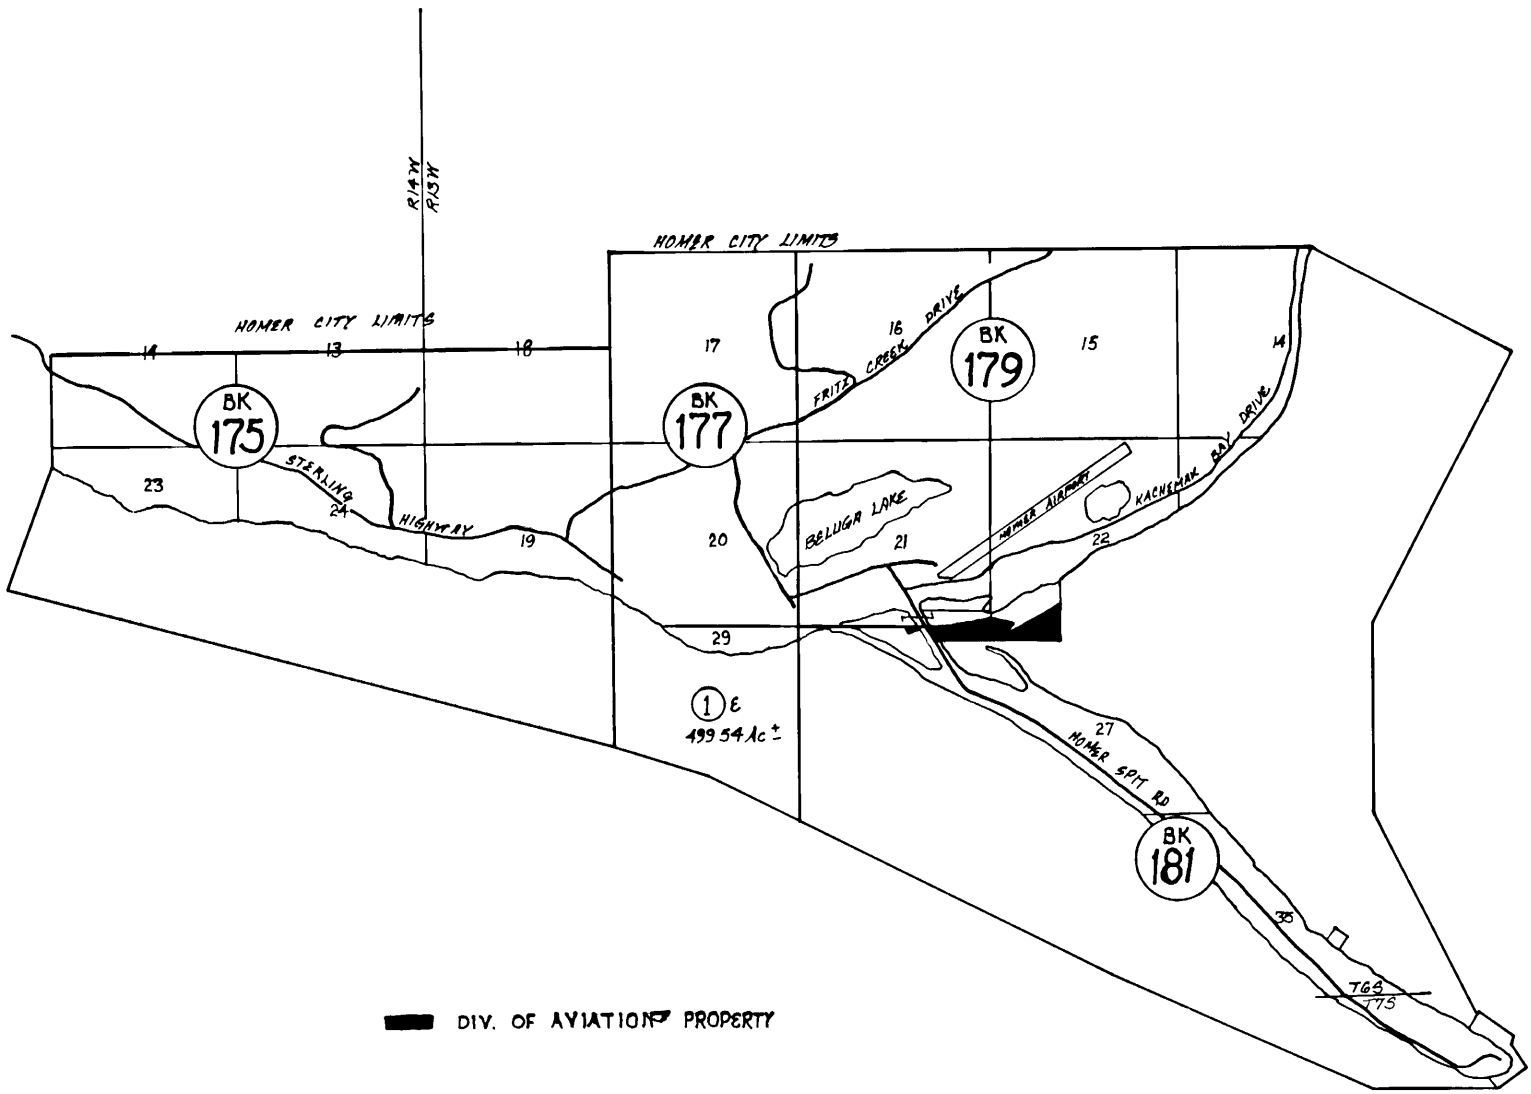 R14W
R13W
HOMER CITY LIMITS
HOMER CITY LIMITS
14
13
18
17
16
15
14
FRITZ CREEK DRIVE
BK
179
BK
175
BK
177
KACHEMAK BAY DRIVE
STERLING HIGHWAY
23
24
19
20
BELUGA LAKE
21
HOMER AIRPORT
22
29
1 E
499.54 Ac ±
27
HOMER SPIT RD
BK
181
35
T6S
T7S
DIV. OF AVIATION PROPERTY